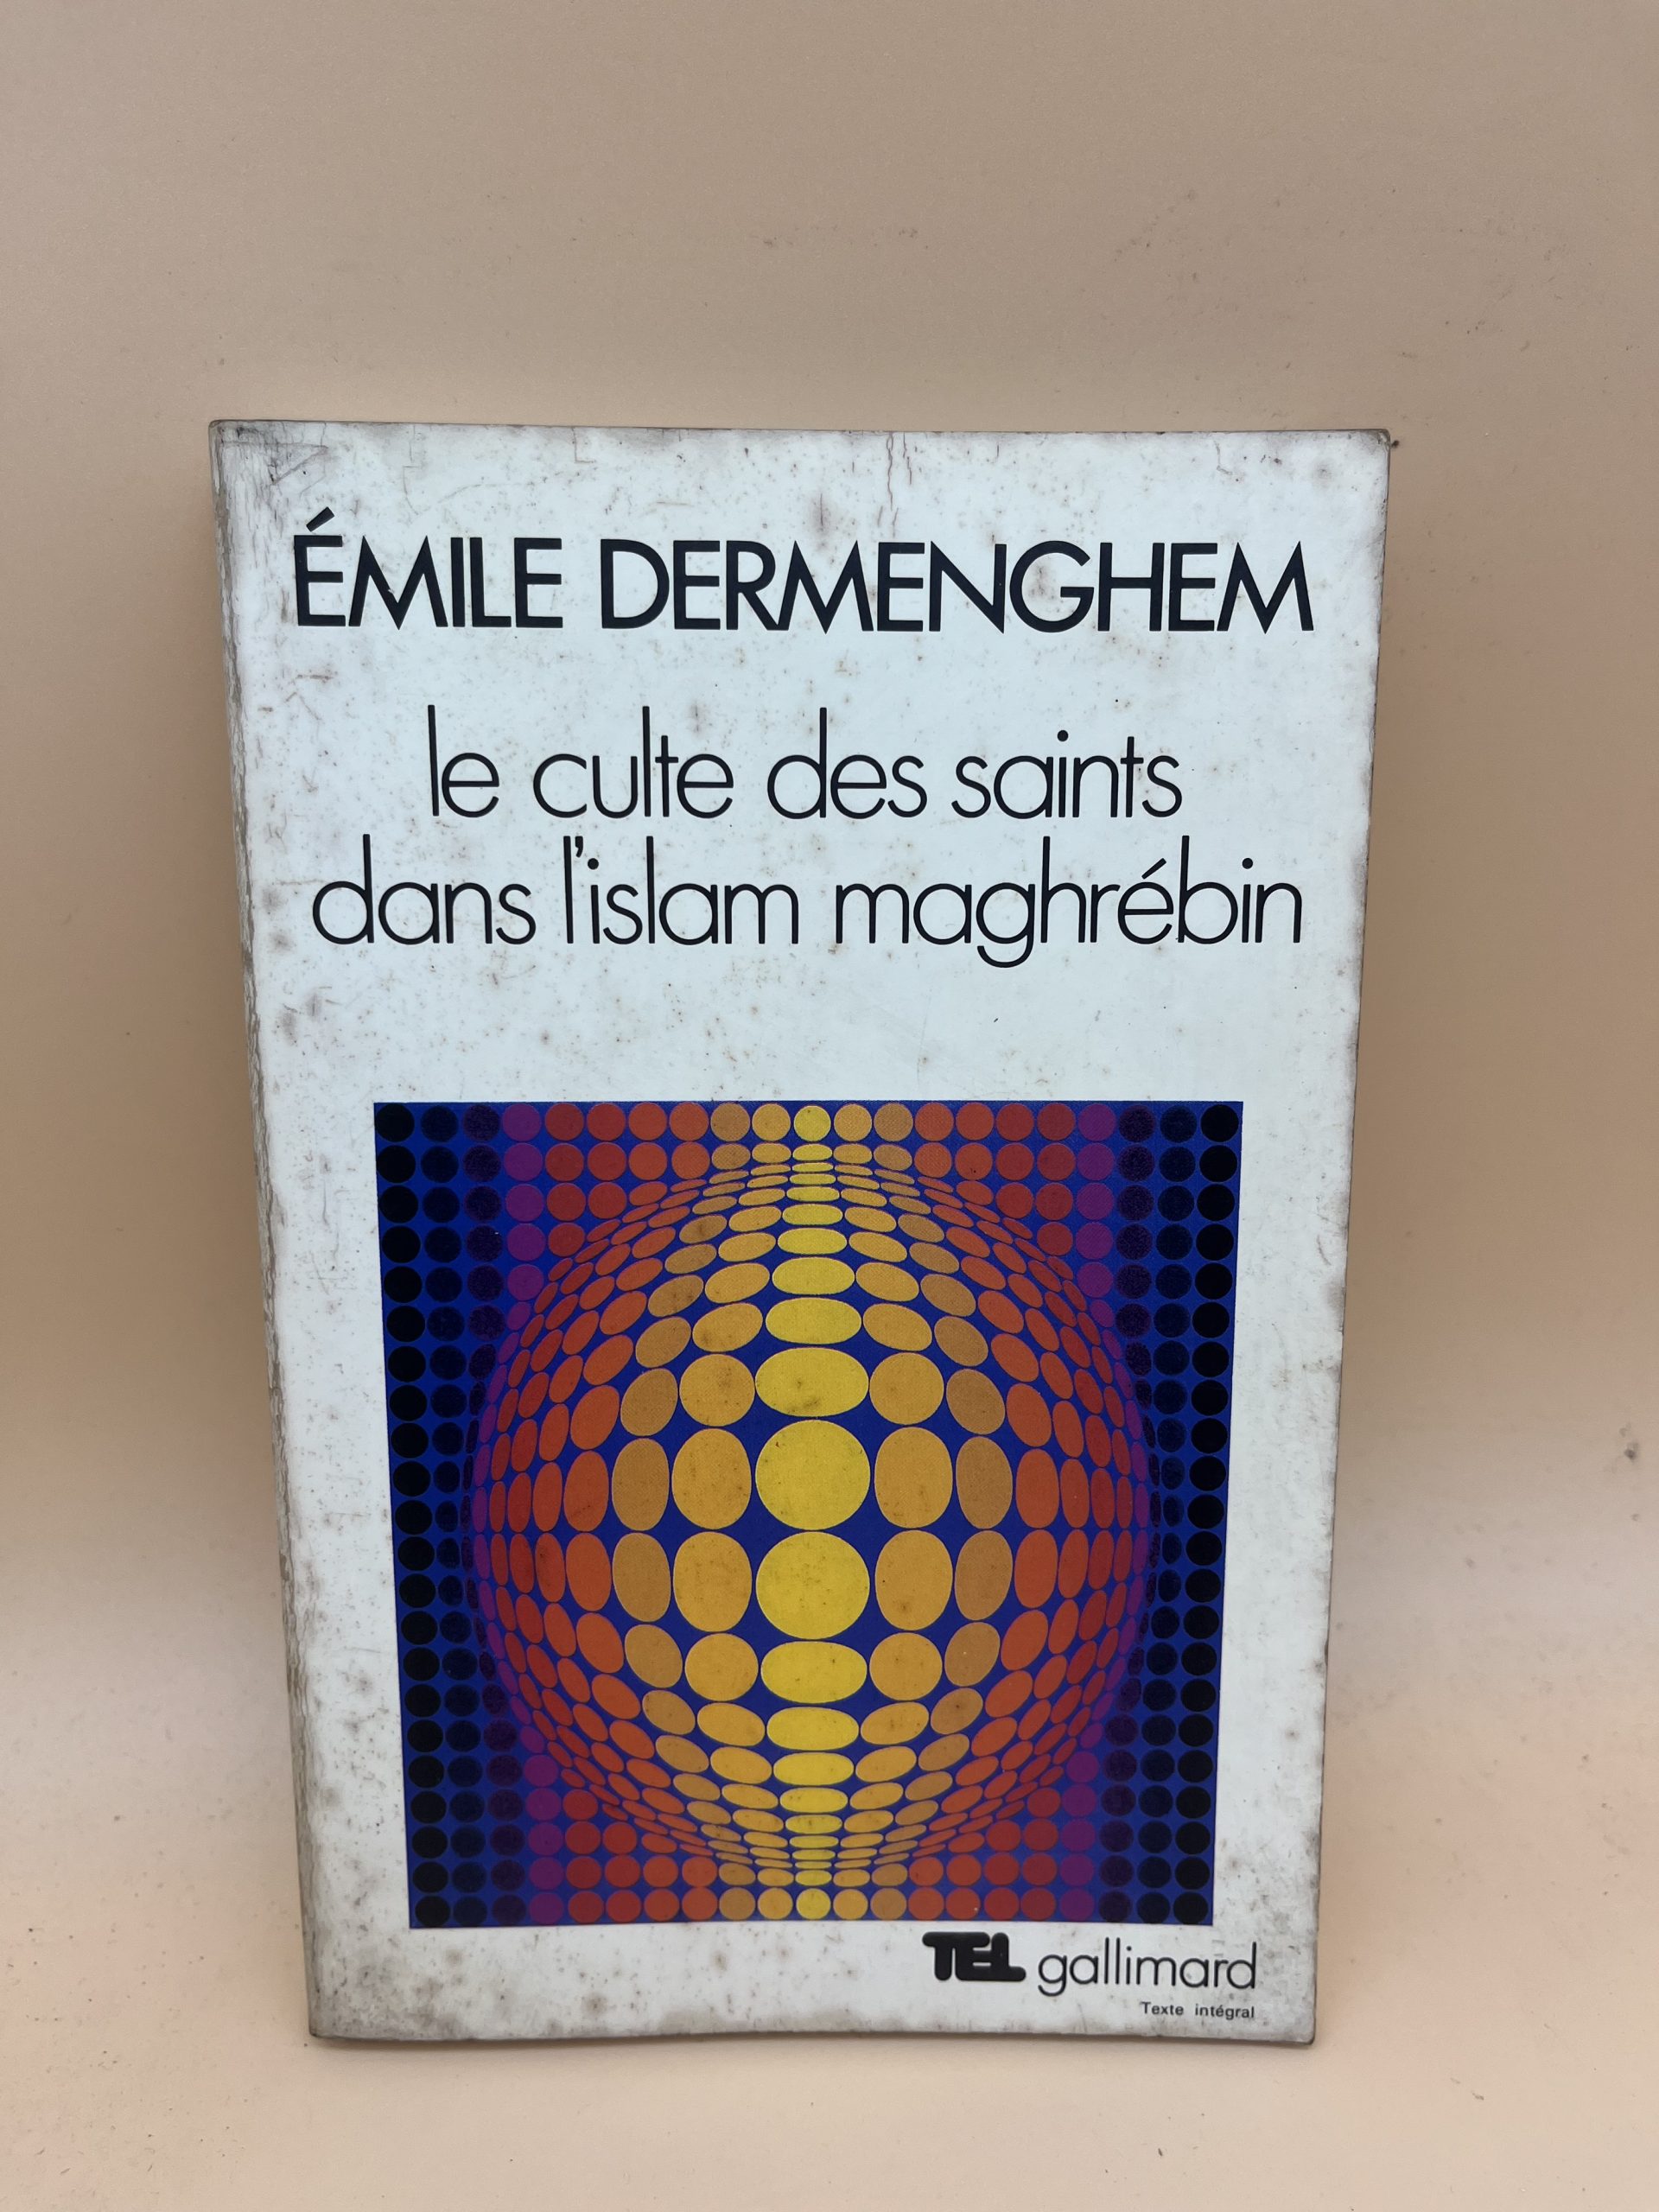 ÉMILE DERMENGHEM
le culte des saints
dans l'islam maghrébin
TEL gallimard
Texte intégral